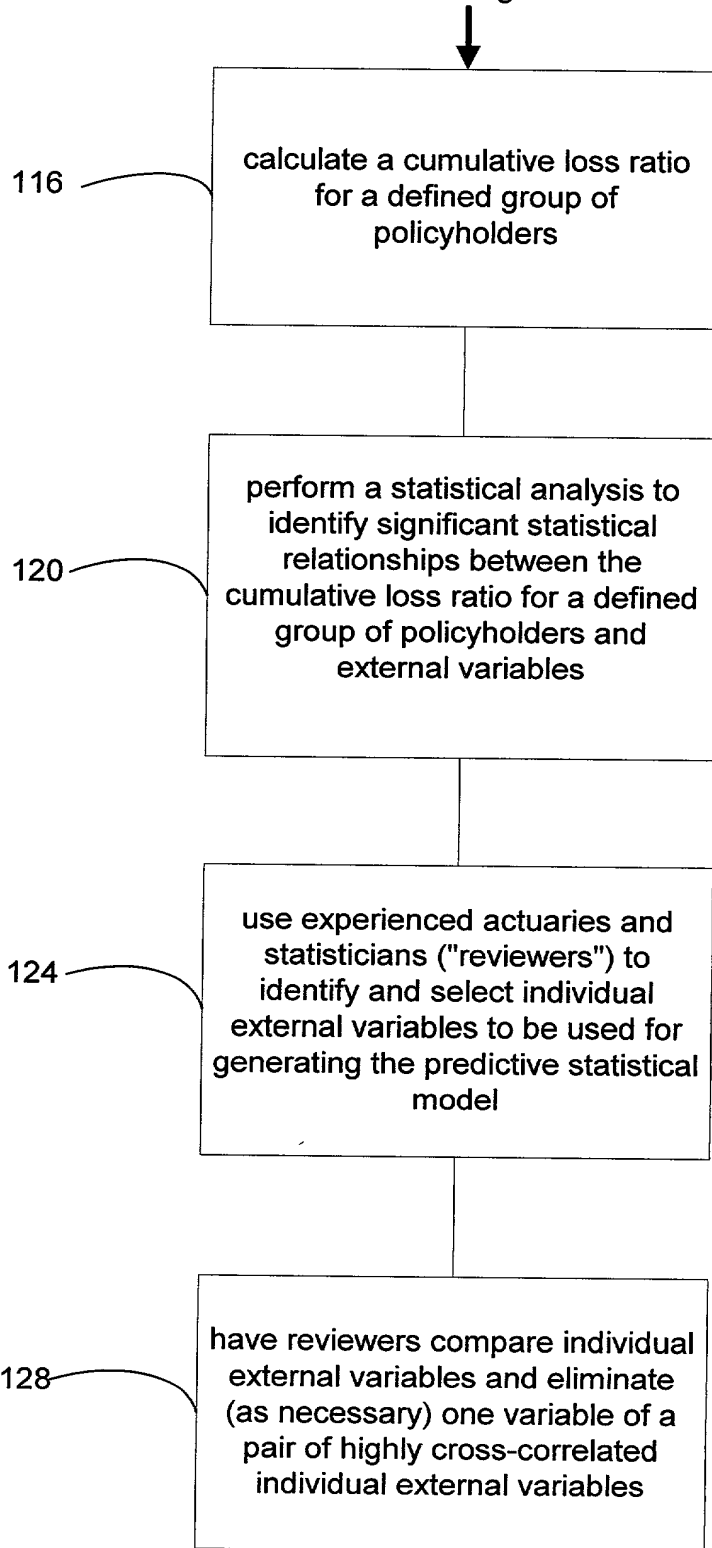 116
calculate a cumulative loss ratio
for a defined group of
policyholders
120
perform a statistical analysis to
identify significant statistical
relationships between the
cumulative loss ratio for a defined
group of policyholders and
external variables
124
use experienced actuaries and
statisticians ("reviewers") to
identify and select individual
external variables to be used for
generating the predictive statistical
model
128
have reviewers compare individual
external variables and eliminate
(as necessary) one variable of a
pair of highly cross-correlated
individual external variables